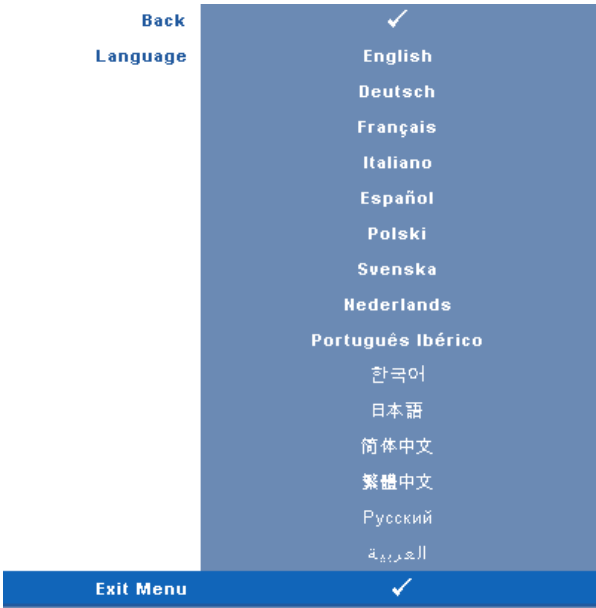 Back ✓
Language English
Deutsch
Français
Italiano
Español
Polski
Svenska
Nederlands
Português Ibérico
한국어
日本語
简体中文
繁體中文
Русский
العربية
Exit Menu ✓